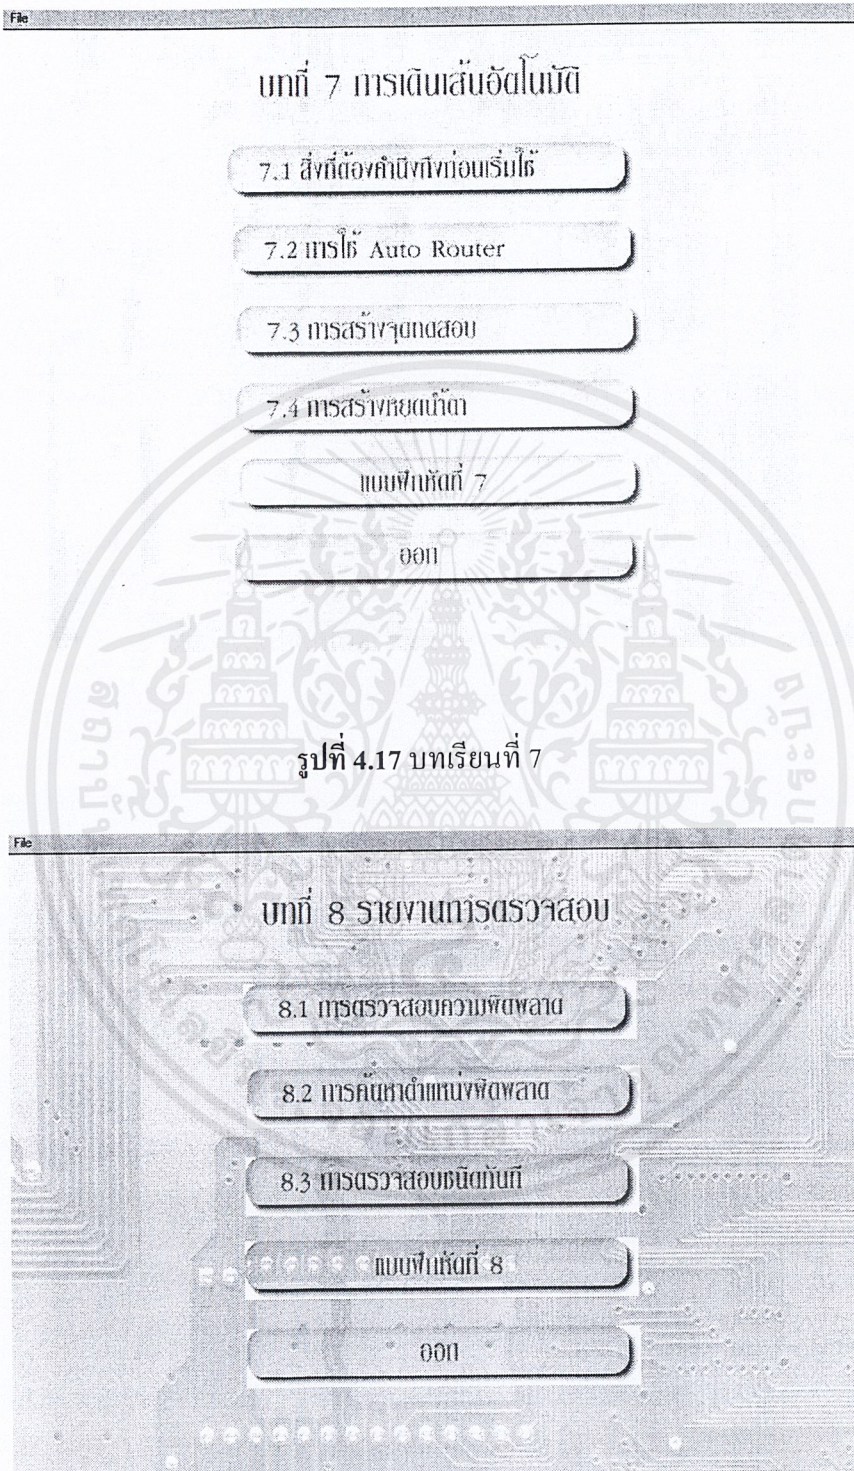 File
บทที่ 7 การเดินเส้นอัตโนมัติ
7.1 สิ่งที่ต้องคำนึงถึงก่อนเริ่มใช้
7.2 การใช้ Auto Router
7.3 การสร้างจุดทดสอบ
7.4 การสร้างหยดน้ำตา
แบบฝึกหัดที่ 7
ออก
รูปที่ 4.17 บทเรียนที่ 7
File
บทที่ 8 รายงานการตรวจสอบ
8.1 การตรวจสอบความผิดพลาด
8.2 การค้นหาตำแหน่งผิดพลาด
8.3 การตรวจสอบชนิดทันที
แบบฝึกหัดที่ 8
ออก